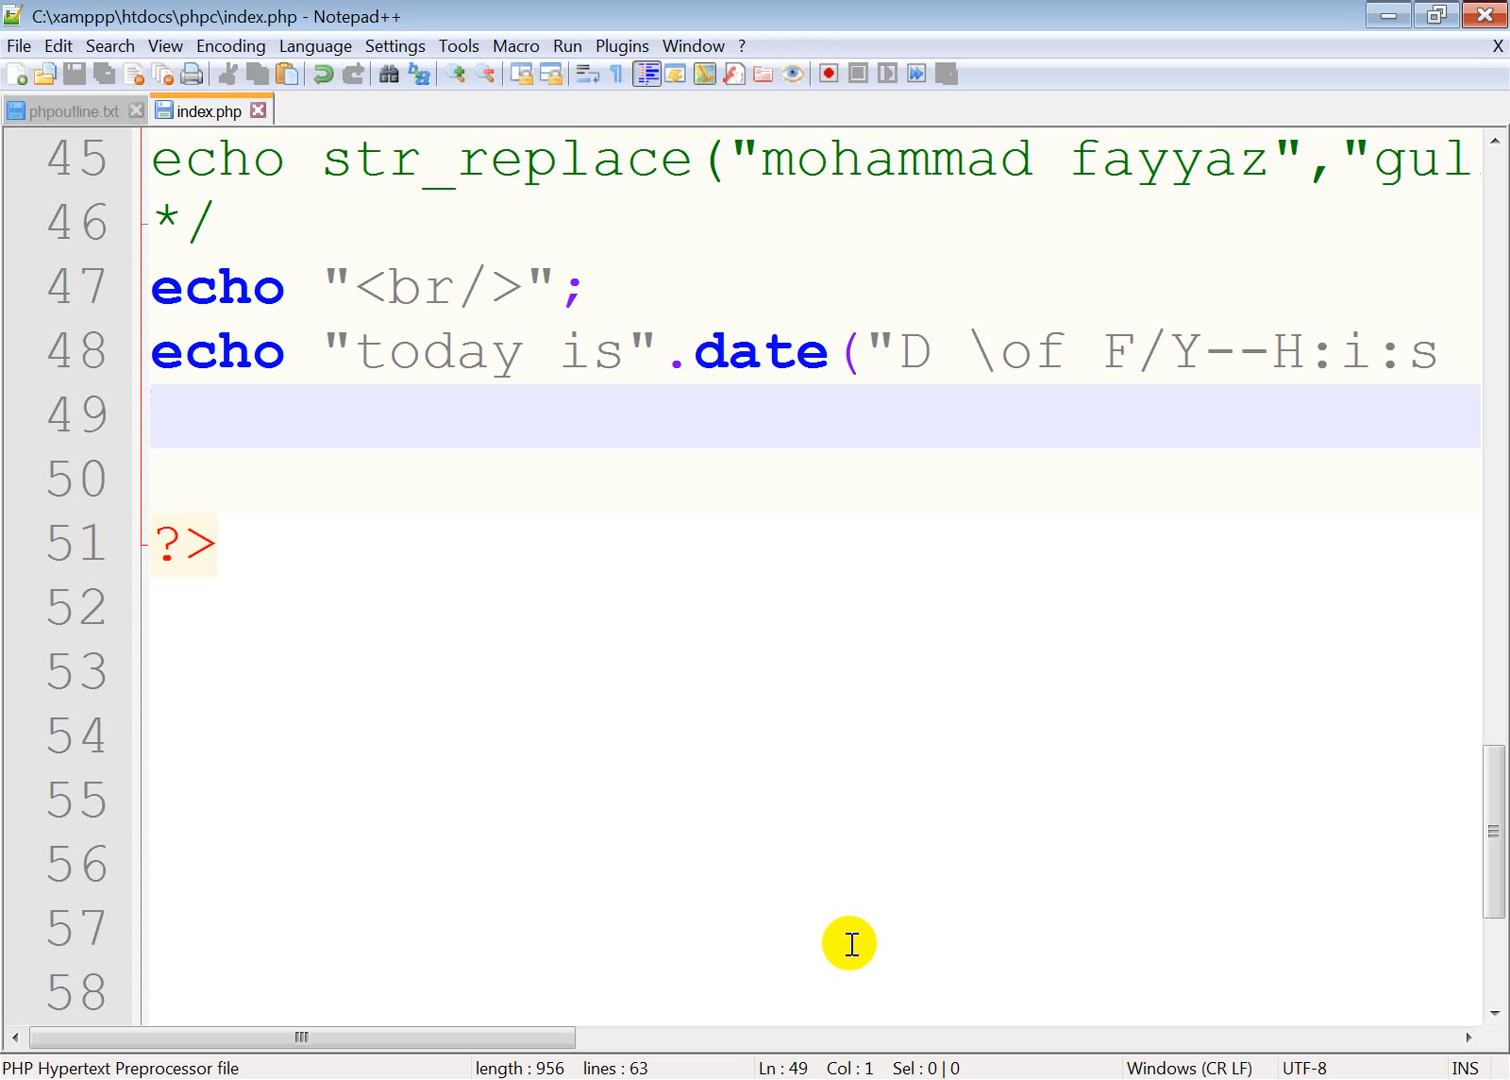 C:\xamppp\htdocs\phpc\index.php - Notepad++
File Edit Search View Encoding Language Settings Tools Macro Run Plugins Window ? X
phpoutline.txt index.php
45 echo str_replace("mohammad fayyaz","gul
46 */
47 echo "<br/>";
48 echo "today is".date("D \of F/Y--H:i:s
49
50
51 ?>
52
53
54
55
56
57
58
PHP Hypertext Preprocessor file length : 956 lines : 63 Ln : 49 Col : 1 Sel : 0 | 0 Windows (CR LF) UTF-8 INS